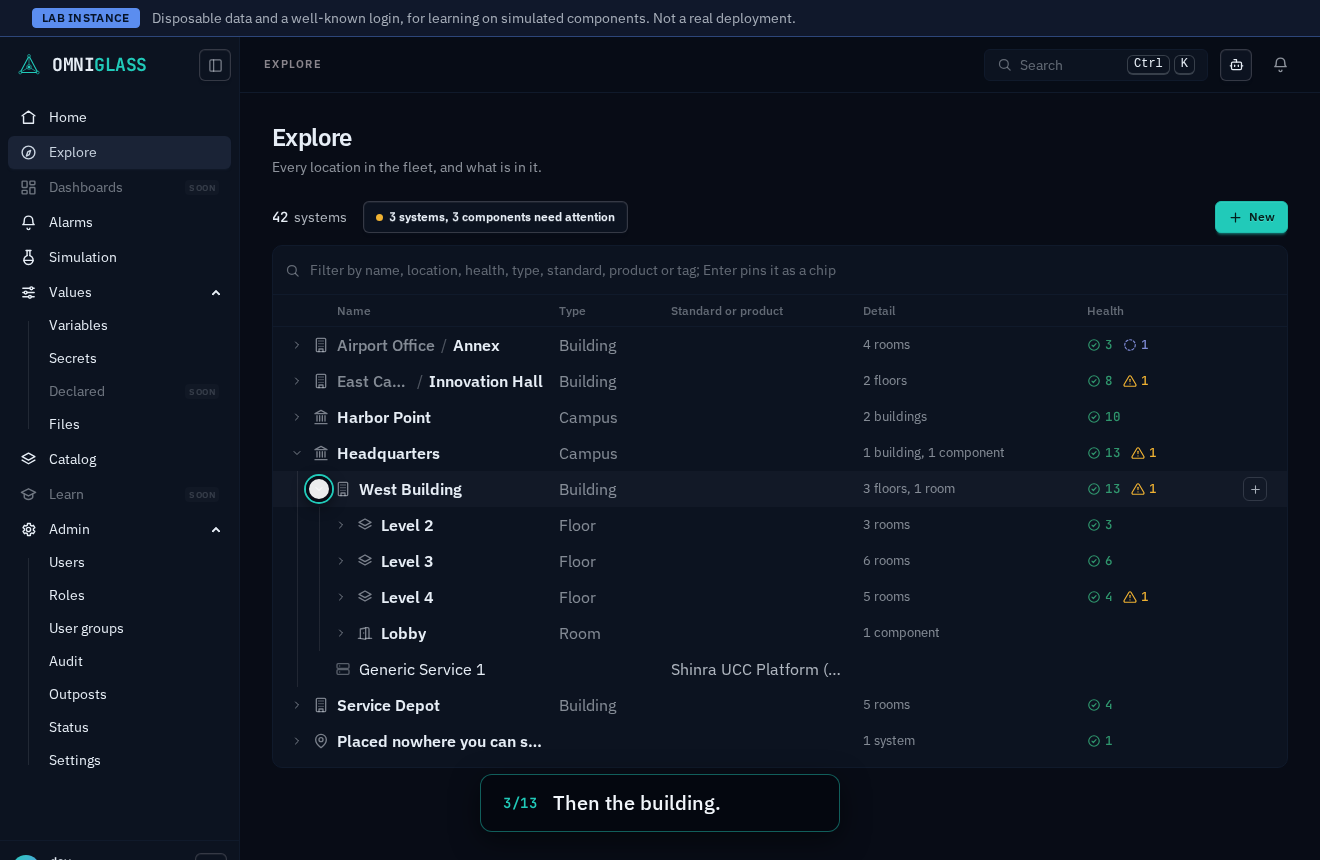 LAB INSTANCE Disposable data and a well-known login, for learning on simulated components. Not a real deployment.
OMNIGLASS
EXPLORE
Search Ctrl K
Home
Explore
Dashboards SOON
Alarms
Simulation
Values
Variables
Secrets
Declared SOON
Files
Catalog
Learn SOON
Admin
Users
Roles
User groups
Audit
Outposts
Status
Settings
Explore
Every location in the fleet, and what is in it.
42 systems 3 systems, 3 components need attention New
Filter by name, location, health, type, standard, product or tag; Enter pins it as a chip
Name Type Standard or product Detail Health
Airport Office / Annex Building 4 rooms 3 1
East Ca... / Innovation Hall Building 2 floors 8 1
Harbor Point Campus 2 buildings 10
Headquarters Campus 1 building, 1 component 13 1
West Building Building 3 floors, 1 room 13 1
Level 2 Floor 3 rooms 3
Level 3 Floor 6 rooms 6
Level 4 Floor 5 rooms 4 1
Lobby Room 1 component
Generic Service 1 Shinra UCC Platform (...
Service Depot Building 5 rooms 4
Placed nowhere you can s... 1 system 1
3/13 Then the building.